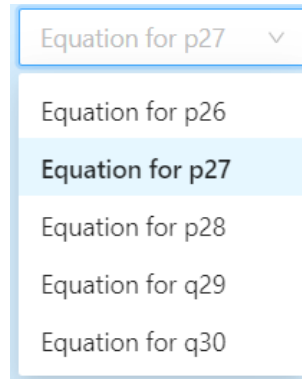 Equation for p27
Equation for p26
Equation for p27
Equation for p28
Equation for q29
Equation for q30